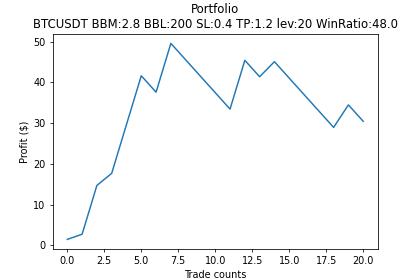 Portfolio
BTCUSDT BBM:2.8 BBL:200 SL:0.4 TP:1.2 lev:20 WinRatio:48.0
50
40
30
20
10
0
Profit ($)
0.0 2.5 5.0 7.5 10.0 12.5 15.0 17.5 20.0
Trade counts